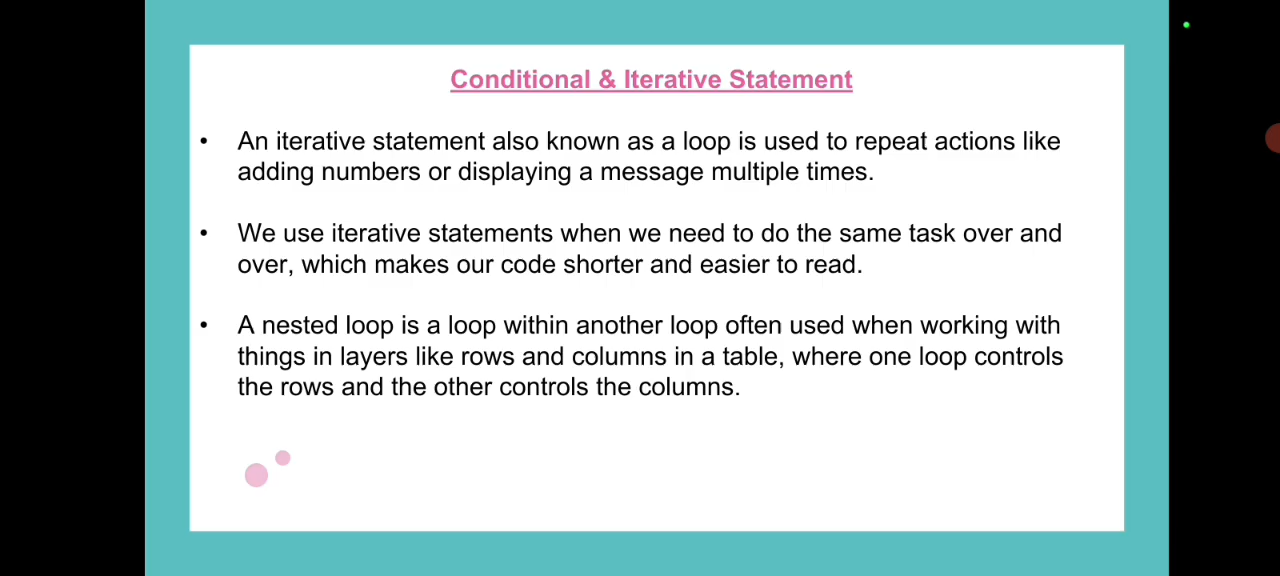 Conditional & Iterative Statement
• An iterative statement also known as a loop is used to repeat actions like
adding numbers or displaying a message multiple times.
• We use iterative statements when we need to do the same task over and
over, which makes our code shorter and easier to read.
• A nested loop is a loop within another loop often used when working with
things in layers like rows and columns in a table, where one loop controls
the rows and the other controls the columns.